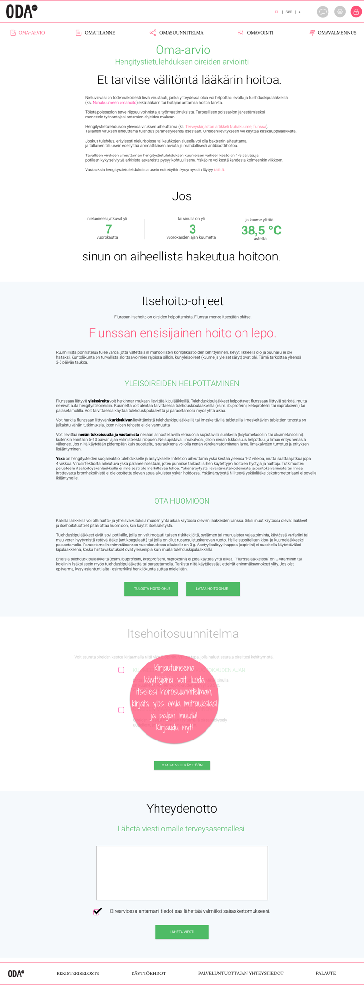 ODA 24/7
FI | SVE | +
OMA-ARVIO
OMATILANNE
OMASUUNNITELMA
OMAVOINTI
OMAVALMENNUS
Oma-arvio
Hengitystietulehduksen oireiden arviointi
Et tarvitse välitöntä lääkärin hoitoa.
Nieluvaivasi on todennäköisesti lievä virustauti, jonka yhteydessä oloa voi helpottaa levolla ja tulehduskipulääkkeillä
(ks. Nuhakuumeen omahoito),eikä lääkärin tai hoitajan antamaa hoitoa tarvita.
Töistä poissaolon tarve riippuu voinnista ja työnvaatimuksista. Tarpeellisen poissaolon järjestämiseksi
menettele työnantajasi antamien ohjeiden mukaan.
Hengitystietulehdus on yleensä viruksen aiheuttama (ks. Terveyskirjaston artikkeli Nuhakuume, flunssa).
Tällainen viruksen aiheuttama tulehdus paranee yleensä itsestään. Oireiden lievitykseen voi käyttää käsikauppalääkkeitä.
Joskus tulehdus, erityisesti nielurisoissa tai keuhkojen alueella voi olla bakteerin aiheuttama,
ja tällainen tila usein edellyttää ammattilaisen arviota ja mahdollisesti antibioottihoitoa.
Tavallisen viruksen aiheuttaman hengitystietulehduksen kuumeisen vaiheen kesto on 1-5 päivää, ja
potilaan kyky selviytyä arkisista askareista pysyy kohtuullisena. Yskäoire voi kestä kahdesta kolmeenkin viikkoon.
Vastauksia hengitystietulehduksista usein esitettyihin kysymyksiin löytyy täältä.
Jos
nieluoireesi jatkuvat yli
7
vuorokautta
tai sinulla on yli
3
vuorokauden ajan kuumetta
ja kuume ylittää
38,5 °C
astetta
sinun on aiheellista hakeutua hoitoon.
Itsehoito-ohjeet
Flunssan itsehoito on oireiden helpottamista. Flunssa menee itsestään ohitse.
Flunssan ensisijainen hoito on lepo.
Ruumiillista ponnistelua tulee varoa, jotta vältettäisiin mahdollisten komplikaatioiden kehittyminen. Kevyt liikkeellä olo ja puuhailu ei ole
haitaksi. Kuntoliikunta on turvallista aloittaa voimien rajoissa silloin, kun yleisoireet (kuume ja yleiset säryt) ovat ohi. Tämä tarkoittaa yleensä
3-5 päivän taukoa.
YLEISOIREIDEN HELPOTTAMINEN
Flunssaan liittyviä yleisoireita voit harkinnan mukaan lievittää kipulääkkeillä. Tulehduskipulääkkeet helpottavat flunssaan liittyviä särkyjä, mutta
ne eivät auta hengitystieoireisiin. Kuumetta voit alentaa tarvittaessa tulehduskipulääkkeillä (esim. ibuprofeiini, ketoprofeeni tai naprokseeni) tai
parasetamolilla. Voit tarvittaessa käyttää tulehduslääkettä ja parasetamolia myös yhtä aikaa.
Voit harkita flunssaan liittyvän kurkkukivun lievittämistä tulehduskipulääkkeillä tai imeskeltävillä tableteilla. Imeskeltävien tablettien tehosta on
julkaistu vähän tutkimuksia, joten niiden tehosta ei ole varmuutta.
Voit lievittää nenän tukkoisuutta ja vuotamista nenään annosteltavilla verisuonia supistavilla suihkeilla (ksylometasoliini tai oksimetatsoliini),
kuitenkin enintään 5-10 päivän ajan valmisteesta riippuen. Ne supistavat limakalvoa, jolloin nenän tukkoisuus helpottuu, ja liman eritys nenästä
vähenee. Jos niitä käytetään pidempään kuin suositeltu, seurauksena voi olla nenän värekarvatoiminnan lama, limakalvojen turvotus ja erityksen
lisääntyminen.
Yskä on hengitysteiden suojareaktio tulehdukselle ja ärsytykselle. Infektion aiheuttama yskä kestää yleensä 1-2 viikkoa, mutta saattaa jatkua jopa
4 viikkoa. Virusinfektiosta aiheutuva yskä paranee itsestään, joten punnitse tarkasti siihen käytettyjen hoitojen hyötyjä ja haittoja. Tutkimusten
perusteella itsehoitoyskänlääkkeillä ei ilmeisesti ole merkittävää tehoa. Yskänärsytystä lieventävistä kodeiinista ja pentoksiveriinistä tai limaa
irrottavasta bromheksiinistä ei ole osoitettu olevan apua aikuisten yskän hoidossa. Yskänärsytystä hillitsevä yskänlääke dekstrometorfaani ei sovellu
ikääntyneille.
OTA HUOMIOON
Kaikilla lääkkeillä voi olla haitta- ja yhteisvaikutuksia muiden yhtä aikaa käytössä olevien lääkkeiden kanssa. Siksi muut käytössä olevat lääkkeet
ja itsehoitotuotteet pitää ottaa huomioon, kun käytät itselääkitystä.
Tulehduskipulääkkeet eivät sovi potilaille, joilla on valtimotauti tai sen riskitekijöitä, sydämen tai munuaisten vajaatoiminta, käytössä varfariini tai
muu veren hyytymistä estävä lääke (antikoagulaatti) tai joilla on ollut ruoansulatuskanavan vuoto. Heille suositellaan kipu- ja kuumelääkkeeksi
parasetamolia. Parasetamolin enimmäisannos vuorokaudessa aikuiselle on 3 g. Asetyylisalisyylihappoa (aspiriini) ei suositella käytettäväksi
kipulääkkeenä, koska haittavaikutukset ovat yleisempiä kuin muilla tulehduskipulääkkeillä.
Erilaisia tulehduskipulääkkeitä (esim. ibuprofeiini, ketoprofeeni, naproksiini) ei pidä käyttää yhtä aikaa. "Flunssalääkkeissä" on C-vitamiinin tai
kofeiinin lisäksi usein myös tulehduskipulääkettä tai parasetamolia. Tarkista niitä käyttäessäsi, etteivät enimmäisannokset ylity. Jos olet
epävarma, kysy asiantuntijalta - esimerkiksi henkilökunta auttaa mielellään.
TULOSTA HOITO-OHJE
LATAA HOITO-OHJE
Itsehoitosuunnitelma
Voit seurata oireiden kestoa kirjaamalla niitä tapa, jolla haluat seurata oireittesi kehittymistä.
OKAUDEN AJAN
sinulla
Kirjautuneena
käyttäjänä voit luoda
itsellesi hoitosuunnitelman,
kirjata ylös omia mittauksiasi
ja paljon muuta!
Kirjaudu nyt!
OTA PALVELU KÄYTTÖÖN
Yhteydenotto
Lähetä viesti omalle terveysasemallesi.
Oirearviossa antamani tiedot saa lähettää valmiiksi sairaskertomukseeni.
LÄHETÄ VIESTI
ODA
REKISTERISELOSTE
KÄYTTÖEHDOT
PALVELUNTUOTTAJAN YHTEYSTIEDOT
PALAUTE